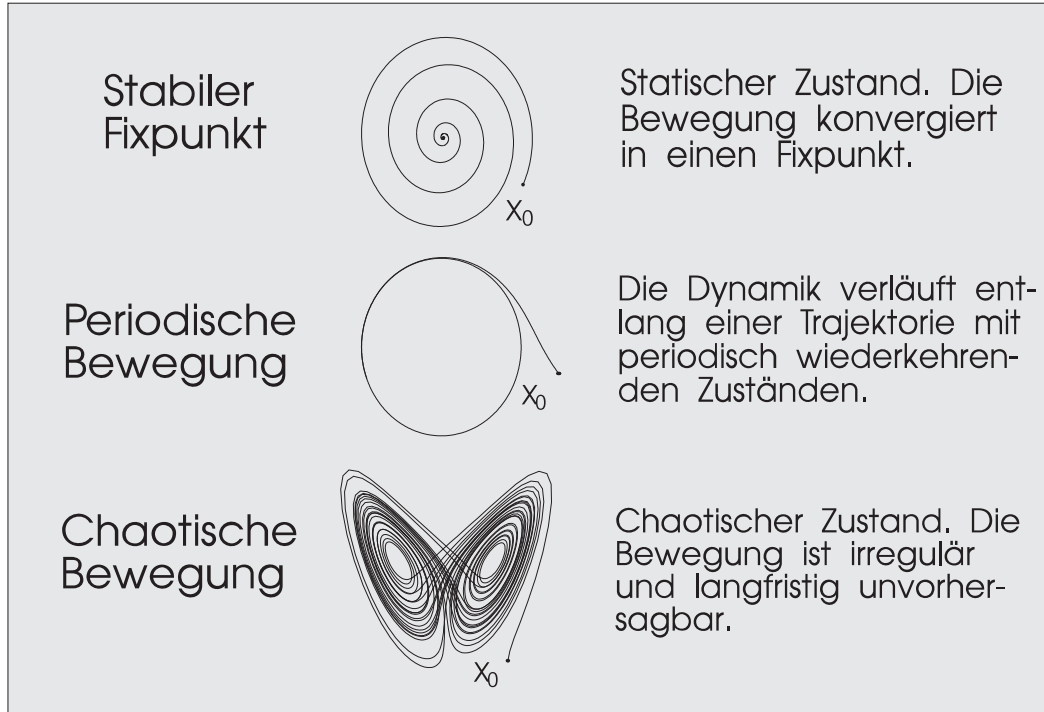 Stabiler
Fixpunkt
X0
Statischer Zustand. Die
Bewegung konvergiert
in einen Fixpunkt.
Periodische
Bewegung
X0
Die Dynamik verläuft ent-
lang einer Trajektorie mit
periodisch wiederkehren-
den Zuständen.
Chaotische
Bewegung
X0
Chaotischer Zustand. Die
Bewegung ist irregulär
und langfristig unvorher-
sagbar.